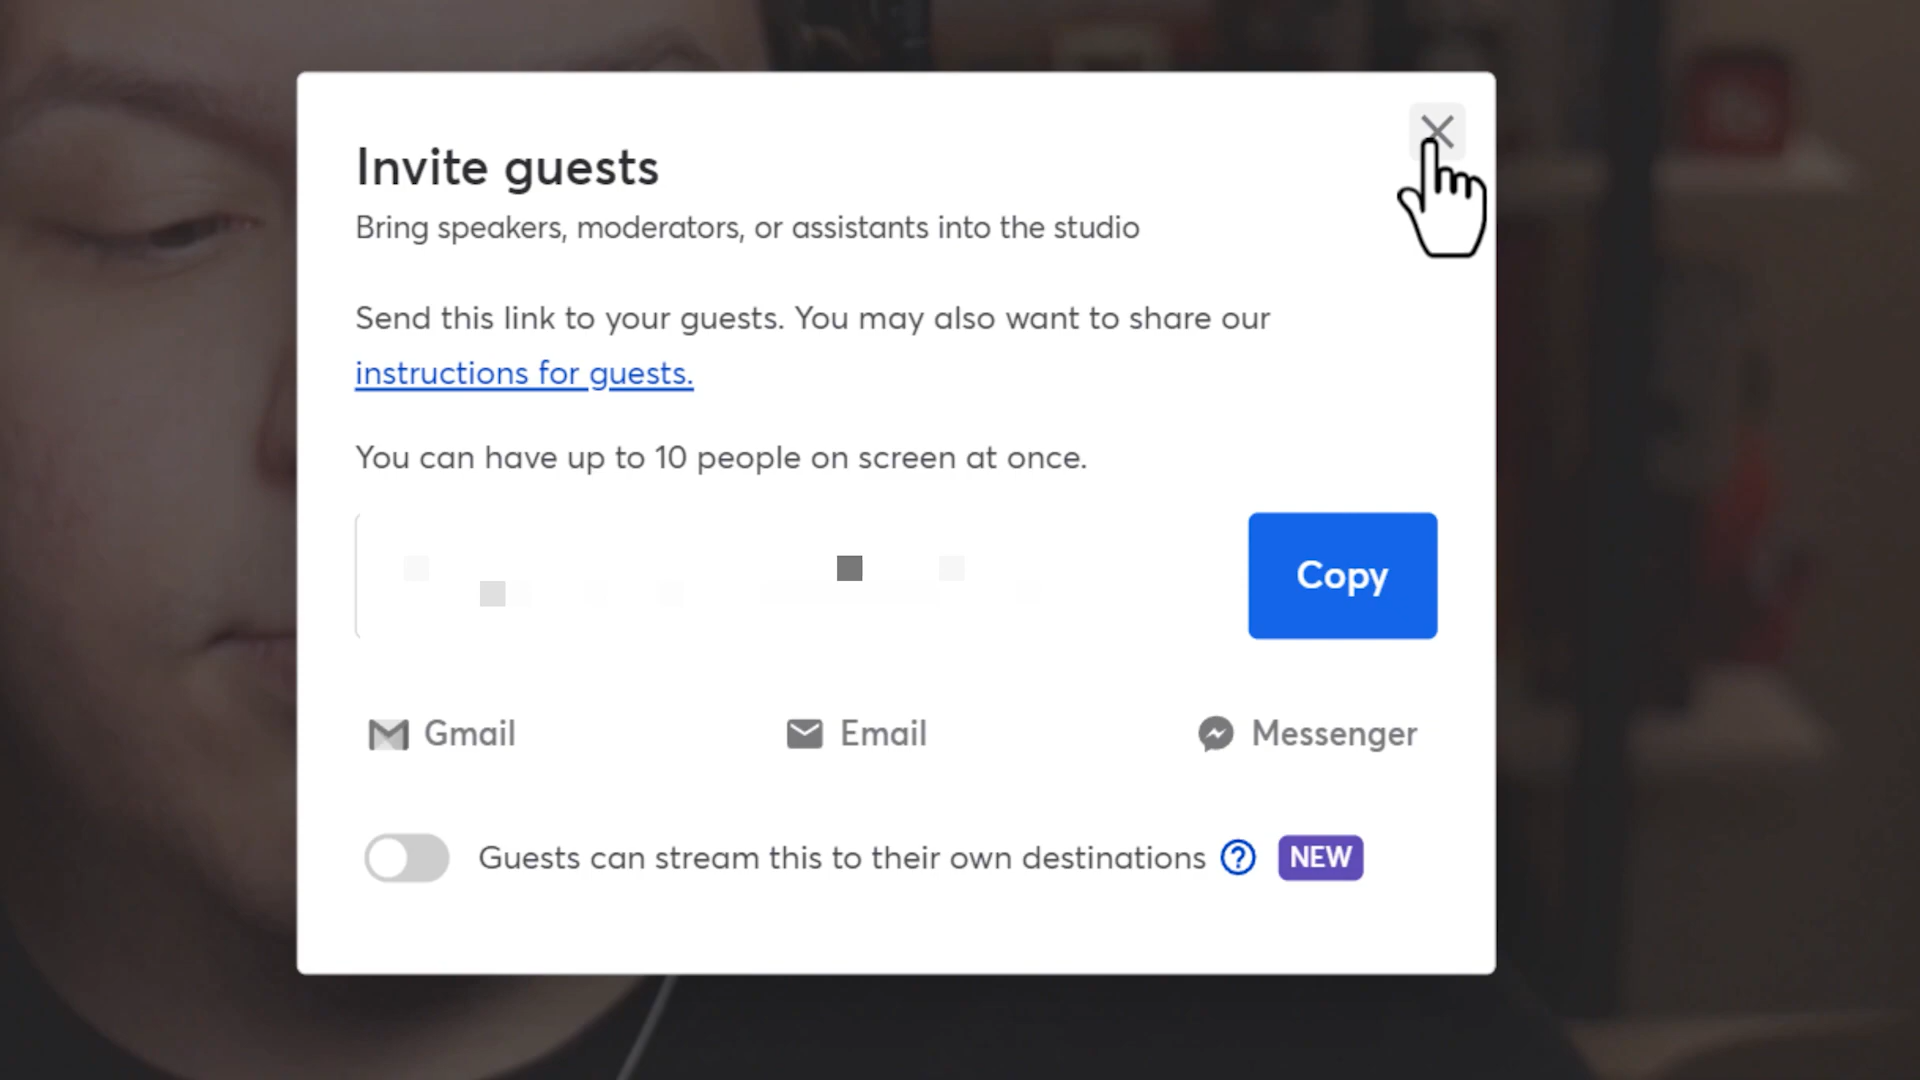 Invite guests
Bring speakers, moderators, or assistants into the studio
Send this link to your guests. You may also want to share our
instructions for guests.
You can have up to 10 people on screen at once.
Copy
Gmail
Email
Messenger
Guests can stream this to their own destinations
NEW